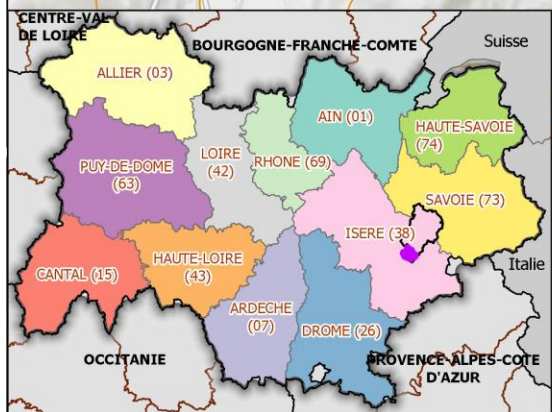 CENTRE-VAL
DE LOIRE
BOURGOGNE-FRANCHE-COMTE
Suisse
ALLIER (03)
AIN (01)
HAUTE-SAVOIE
(74)
PUY-DE-DOME
(63)
LOIRE
(42)
RHONE (69)
SAVOIE (73)
ISERE (38)
CANTAL (15)
HAUTE-LOIRE
(43)
Italie
ARDECHE
(07)
DROME (26)
OCCITANIE
PROVENCE-ALPES-COTE
D'AZUR